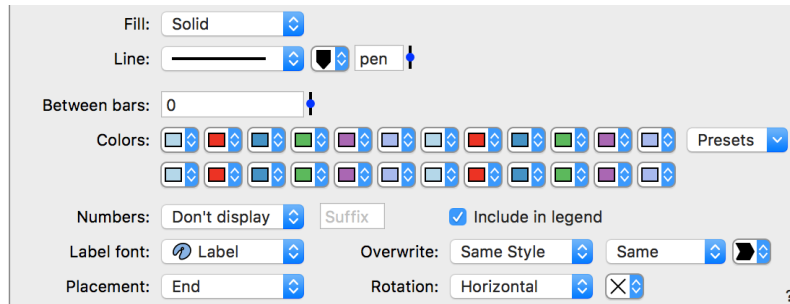 Fill: Solid
Line: pen
Between bars: 0
Colors: Presets
Numbers: Don't display Suffix Include in legend
Label font: Label Overwrite: Same Style Same
Placement: End Rotation: Horizontal
?